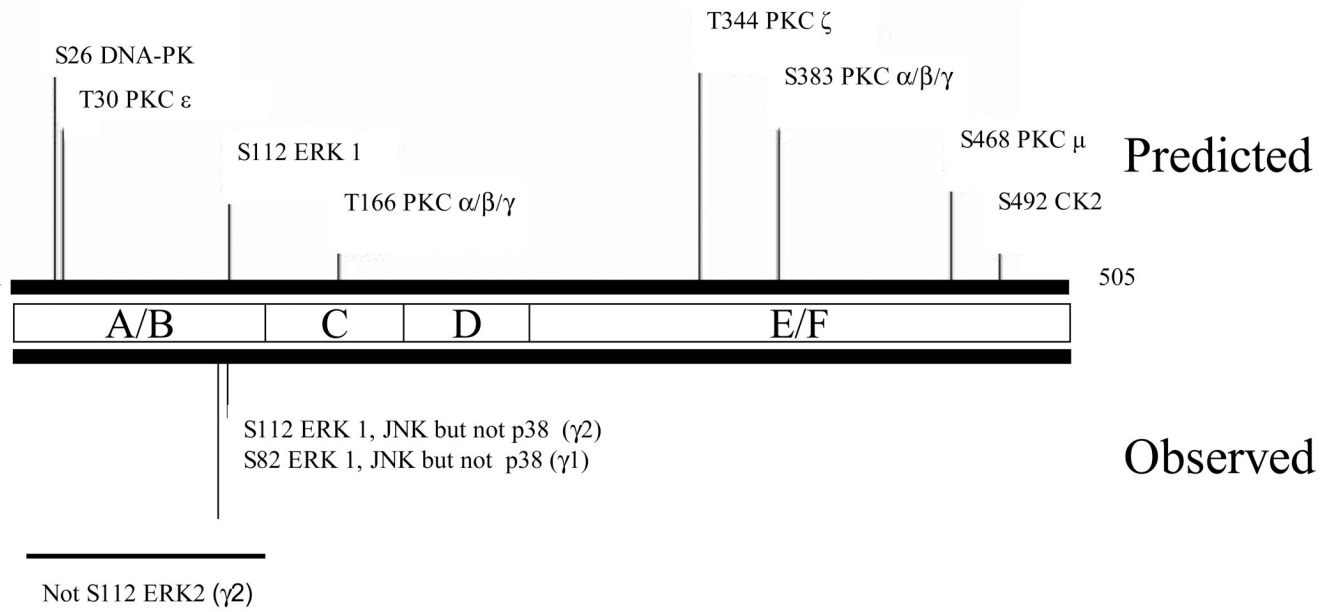 T344 PKC ζ
S26 DNA-PK
S383 PKC α/β/γ
T30 PKC ε
S112 ERK 1
S468 PKC μ
Predicted
T166 PKC α/β/γ
S492 CK2
505
A/B C D E/F
S112 ERK 1, JNK but not p38 (γ2)
S82 ERK 1, JNK but not p38 (γ1)
Observed
Not S112 ERK2 (γ2)